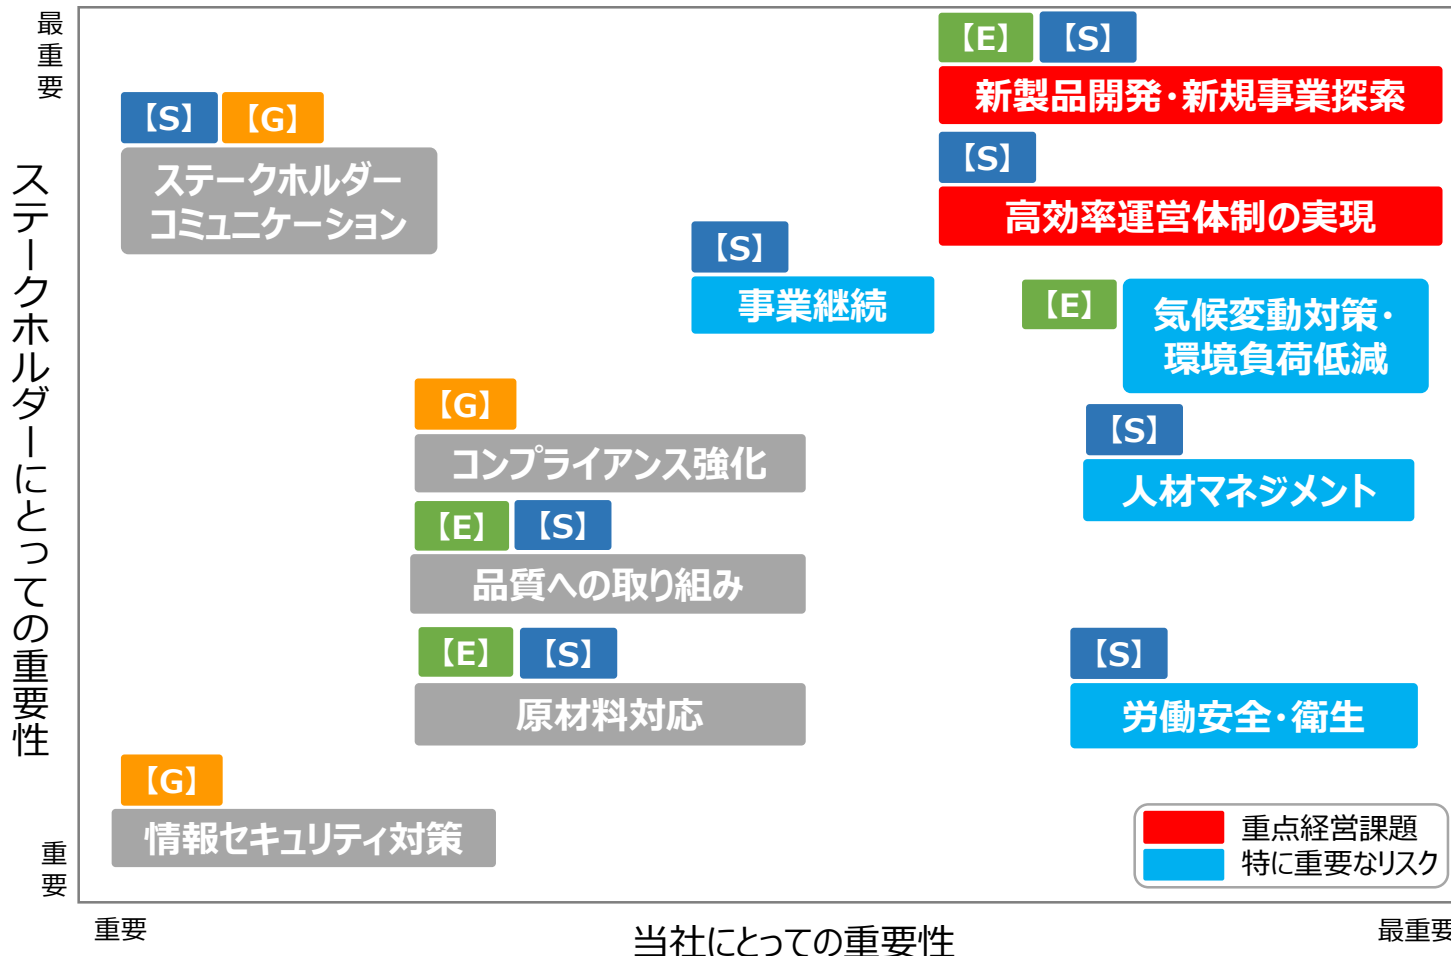 最重要
ステークホルダーにとっての重要性
重要
【E】 【S】
新製品開発・新規事業探索
【S】 【G】
ステークホルダー
コミュニケーション
【S】
高効率運営体制の実現
【S】
事業継続
【E】
気候変動対策・
環境負荷低減
【G】
コンプライアンス強化
【S】
人材マネジメント
【E】 【S】
品質への取り組み
【E】 【S】
原材料対応
【S】
労働安全・衛生
【G】
情報セキュリティ対策
重点経営課題
特に重要なリスク
重要
当社にとっての重要性
最重要